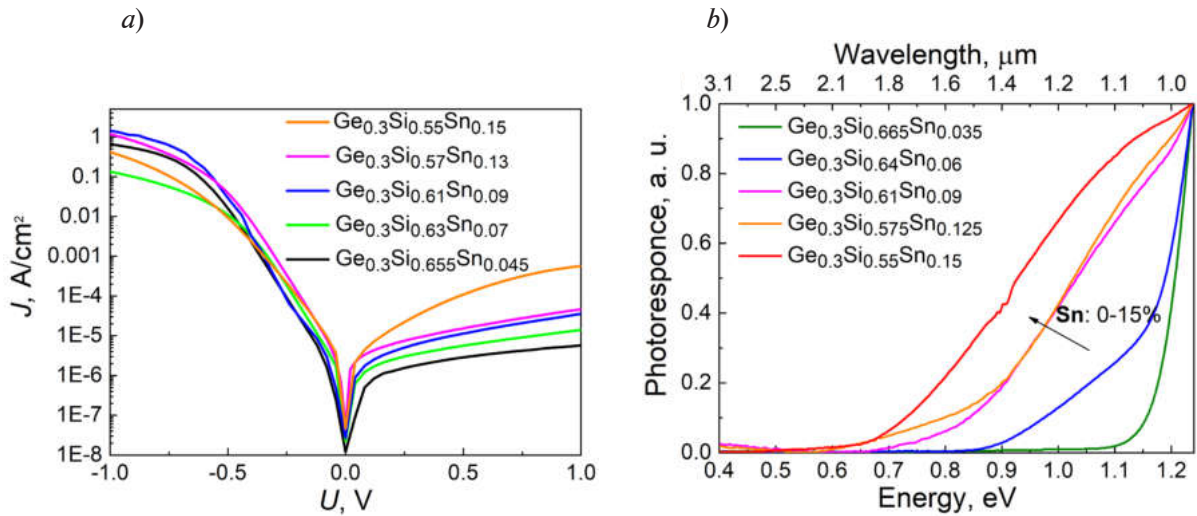 a)
b)
J, A/cm²
1
0.1
0.01
0.001
1E-4
1E-5
1E-6
1E-7
1E-8
Ge0.3Si0.55Sn0.15
Ge0.3Si0.57Sn0.13
Ge0.3Si0.61Sn0.09
Ge0.3Si0.63Sn0.07
Ge0.3Si0.655Sn0.045
-1.0 -0.5 0.0 0.5 1.0
U, V
Wavelength, μm
3.1 2.5 2.1 1.8 1.6 1.4 1.2 1.1 1.0
Photoresponce, a. u.
1.0
0.8
0.6
0.4
0.2
0.0
Ge0.3Si0.665Sn0.035
Ge0.3Si0.64Sn0.06
Ge0.3Si0.61Sn0.09
Ge0.3Si0.575Sn0.125
Ge0.3Si0.55Sn0.15
Sn: 0-15%
0.4 0.5 0.6 0.7 0.8 0.9 1.0 1.1 1.2
Energy, eV